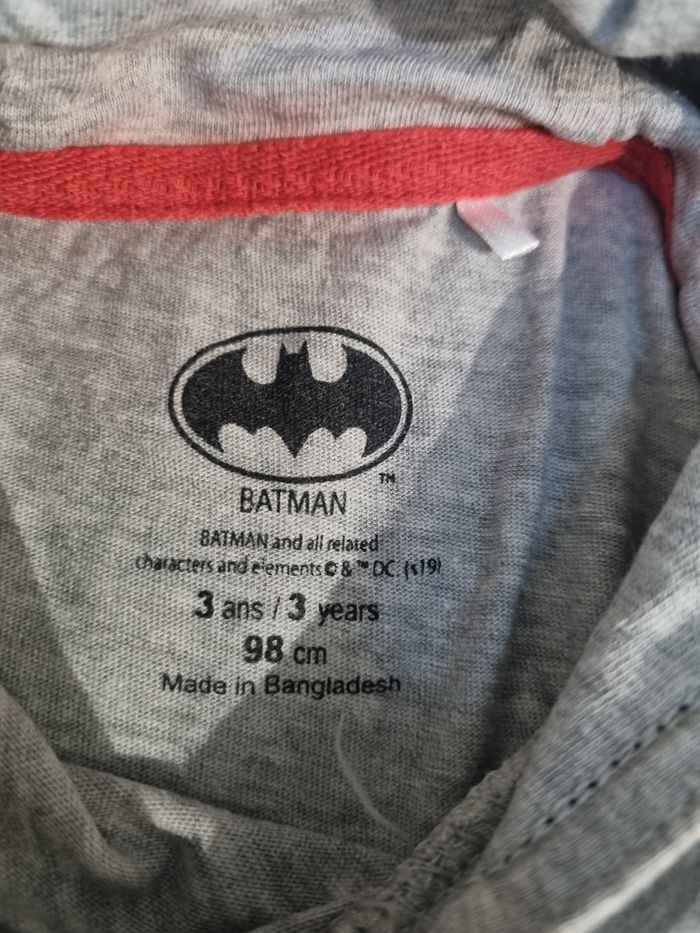 TM
BATMAN
BATMAN and all related
characters and elements © & ™ DC. (s19)
3 ans / 3 years
98 cm
Made in Bangladesh